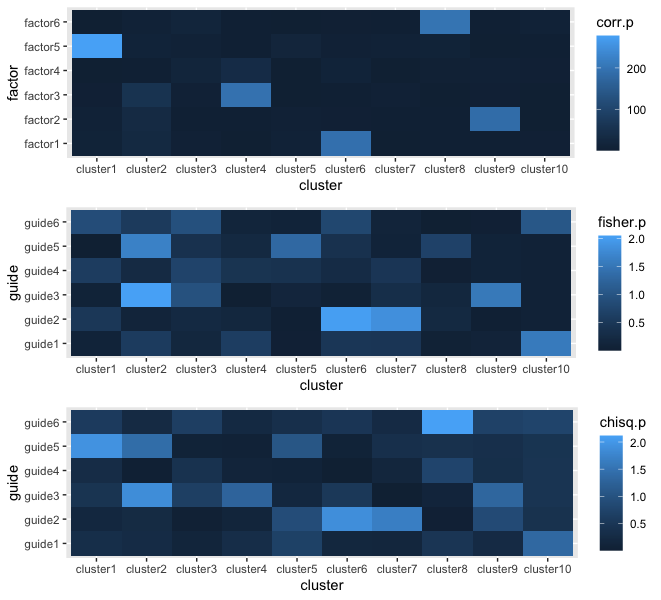 factor6
factor5
factor4
factor3
factor2
factor1
factor
cluster1 cluster2 cluster3 cluster4 cluster5 cluster6 cluster7 cluster8 cluster9 cluster10
cluster
corr.p
200
100
guide6
guide5
guide4
guide3
guide2
guide1
guide
cluster1 cluster2 cluster3 cluster4 cluster5 cluster6 cluster7 cluster8 cluster9 cluster10
cluster
fisher.p
2.0
1.5
1.0
0.5
guide6
guide5
guide4
guide3
guide2
guide1
guide
cluster1 cluster2 cluster3 cluster4 cluster5 cluster6 cluster7 cluster8 cluster9 cluster10
cluster
chisq.p
2.0
1.5
1.0
0.5